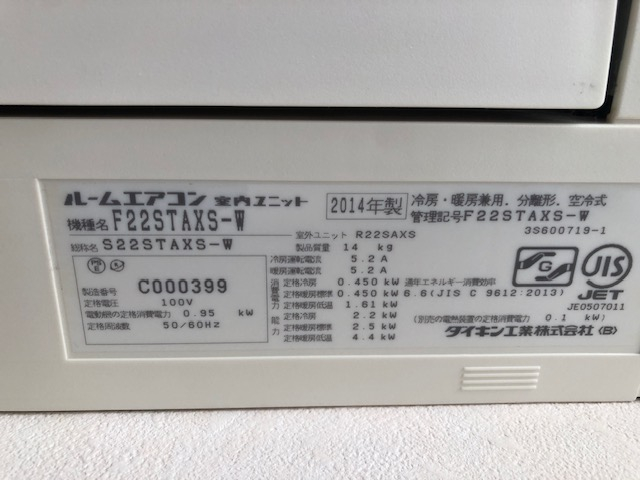 ルームエアコン 室内ユニット 2014年製 冷房・暖房兼用．分離形．空冷式
機種名 F22STAXS-W 管理記号F22STAXS-W
総称名 S22STAXS-W 室外ユニット R22SAXS 3S600719-1
製品質量 14 kg
冷房運転電流 5.2 A
暖房運転電流 5.2 A
消費電力 定格冷房 0.450 kW 通年エネルギー消費効率
定格暖房標準 0.450 kW 6.6(JIS C 9612:2013)
定格暖房低温 1.61 kW
能力 定格冷房 2.2 kW (別売の電熱装置の定格消費電力 0.1 kW)
定格暖房標準 2.5 kW
定格暖房低温 4.4 kW
製造番号 C000399
定格電圧 100V
電動機の定格消費電力 0.95 kW
定格周波数 50/60Hz
G
JIS
JET
JE0507011
ダイキン工業株式会社 〈B〉